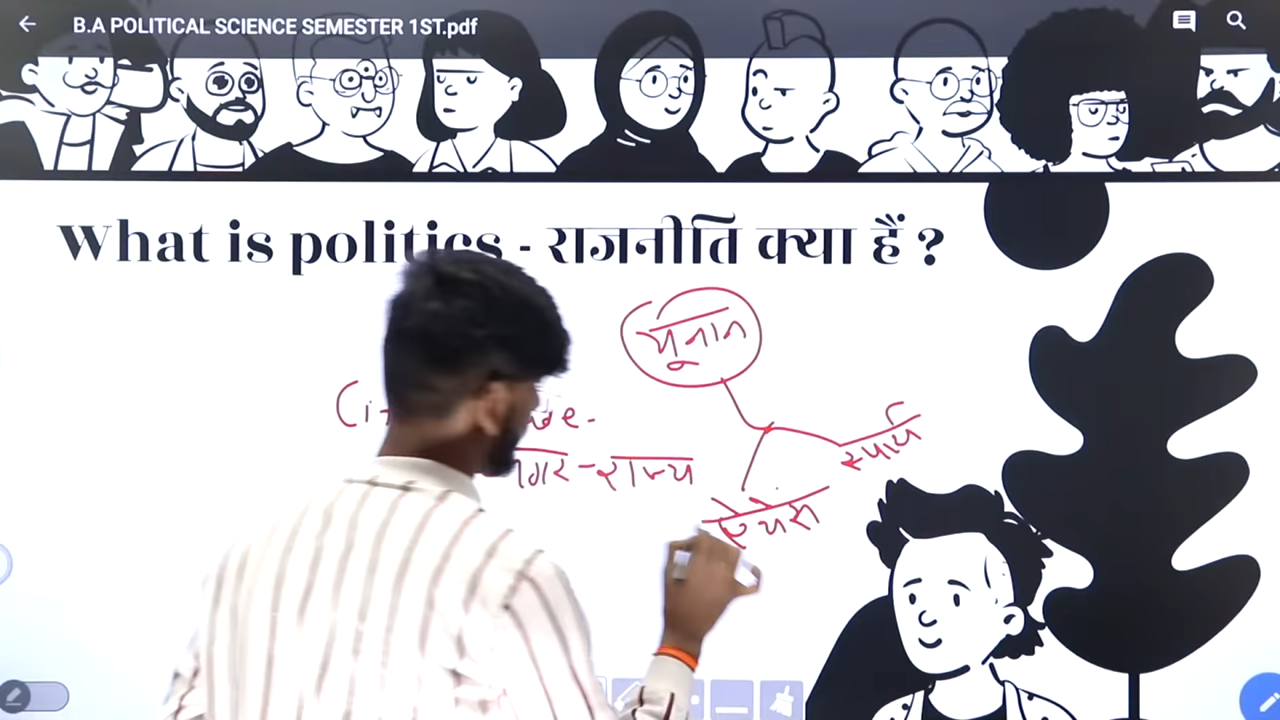 B.A POLITICAL SCIENCE SEMESTER 1ST.pdf
What is politics - राजनीति क्या हैं ?
यूनान
स्पार्य
राज्य
एथेंस